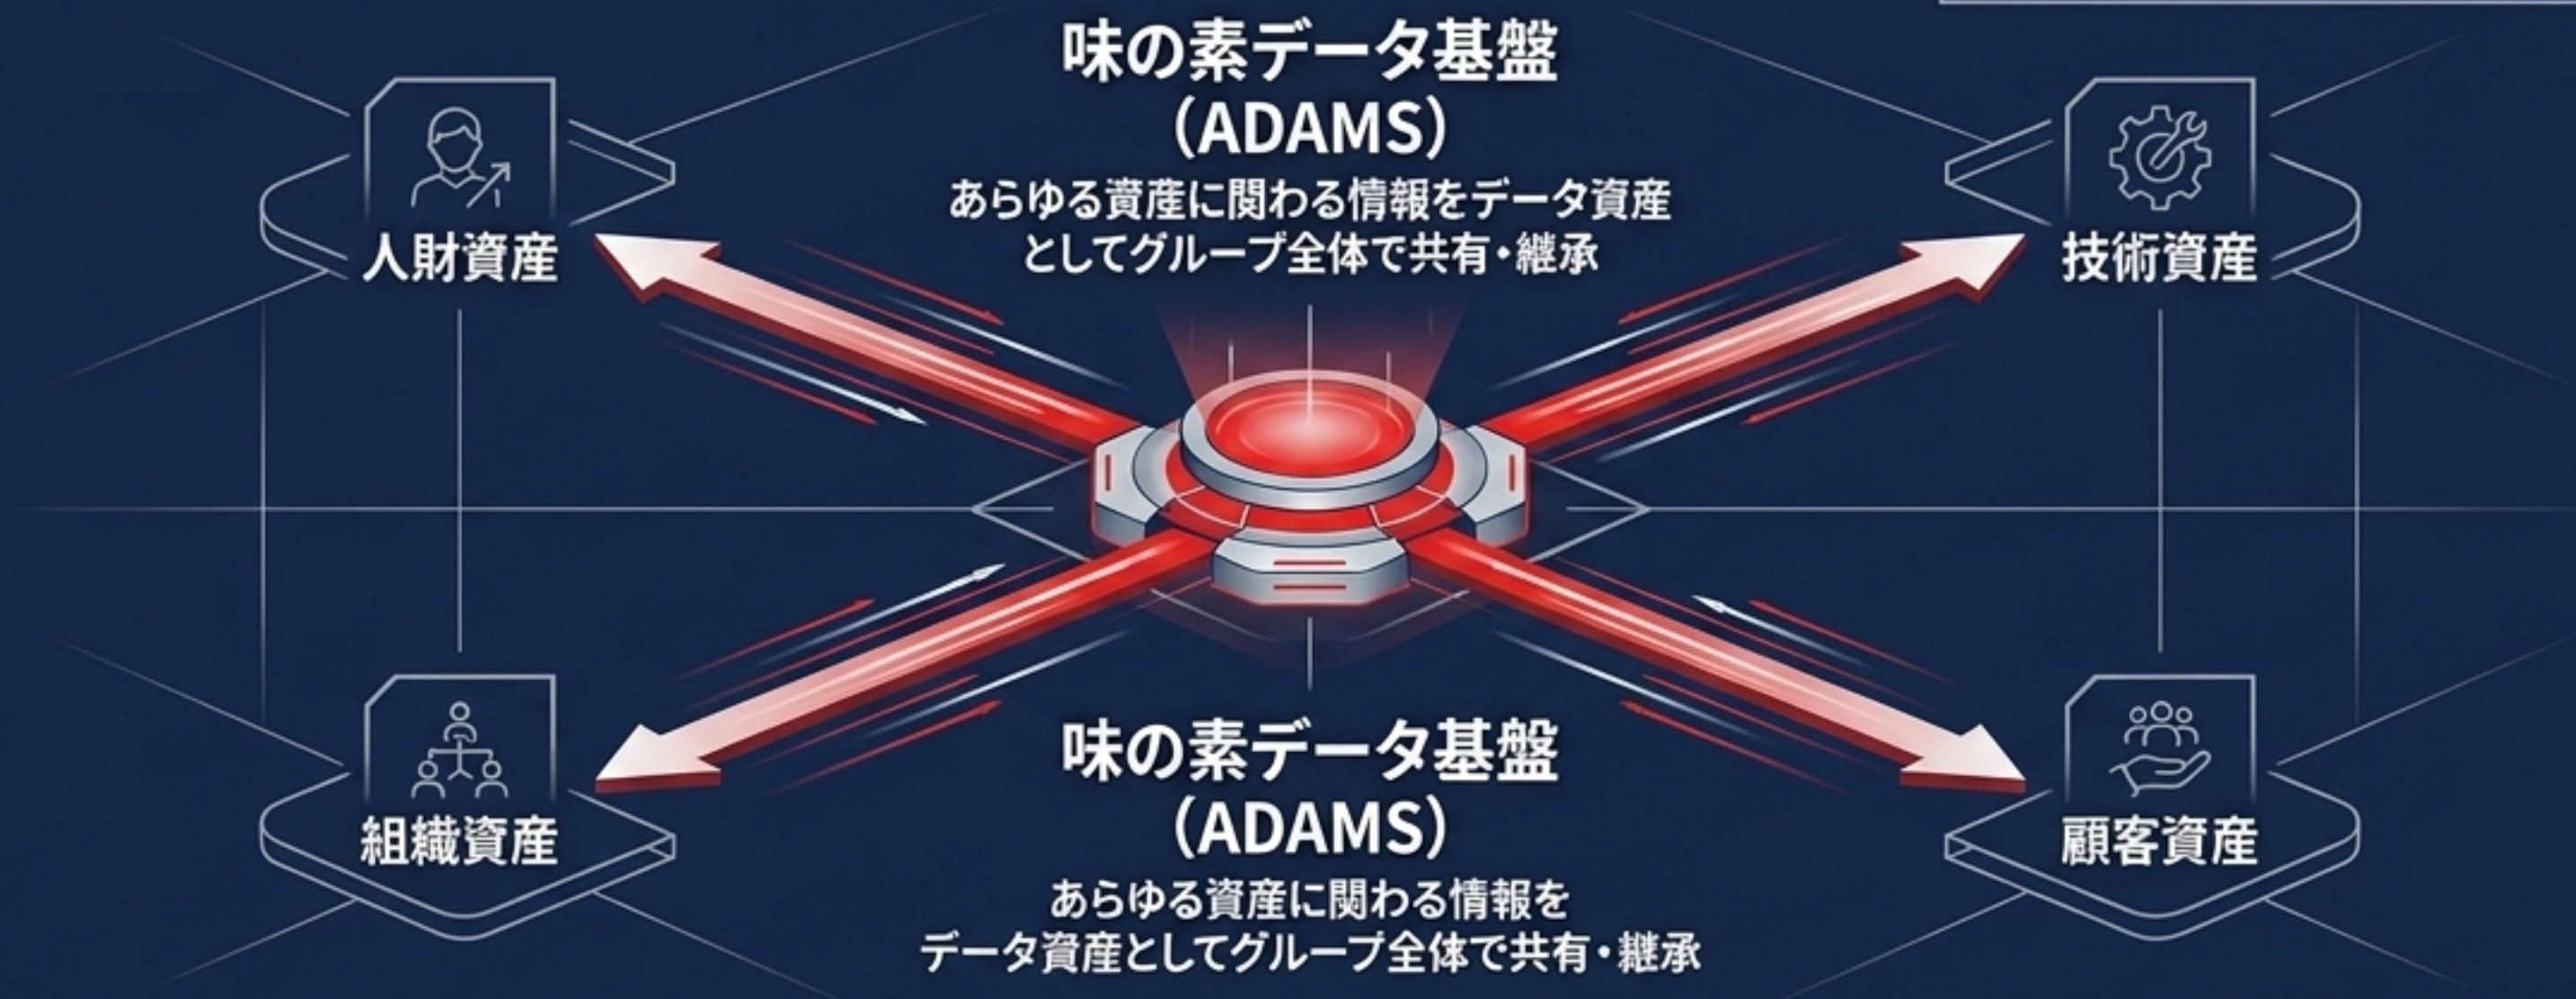 味の素データ基盤
（ADAMS）
あらゆる資産に関わる情報をデータ資産
としてグループ全体で共有・継承
人財資産
技術資産
組織資産
顧客資産
味の素データ基盤
（ADAMS）
あらゆる資産に関わる情報を
データ資産としてグループ全体で共有・継承